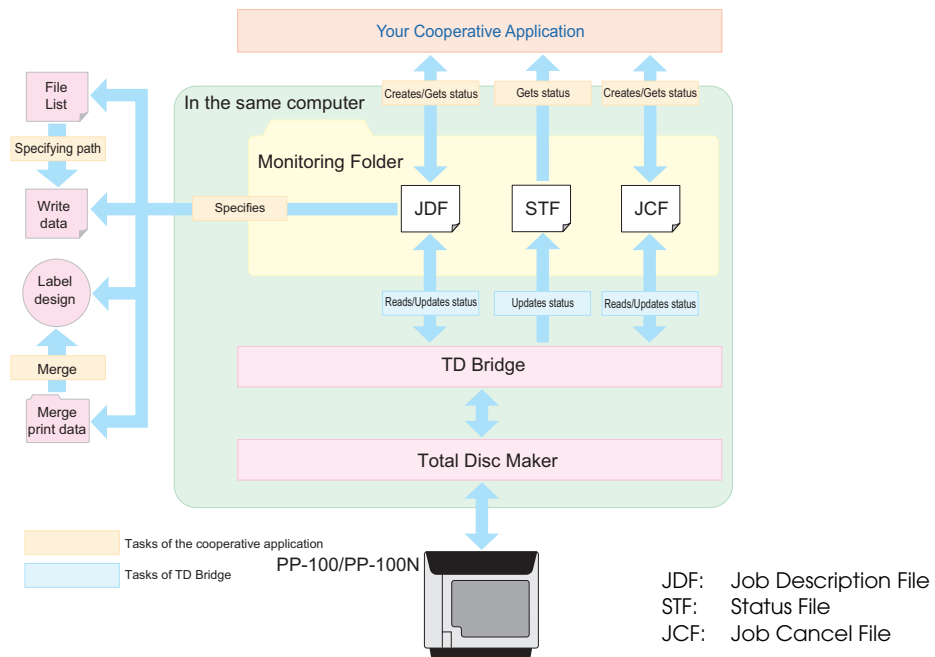 Your Cooperative Application
File
List
Creates/Gets status
Gets status
Creates/Gets status
In the same computer
Specifying path
Monitoring Folder
Write
data
Specifies
JDF
STF
JCF
Label
design
Reads/Updates status
Updates status
Reads/Updates status
Merge
TD Bridge
Merge
print data
Total Disc Maker
Tasks of the cooperative application
Tasks of TD Bridge
PP-100/PP-100N
JDF: Job Description File
STF: Status File
JCF: Job Cancel File